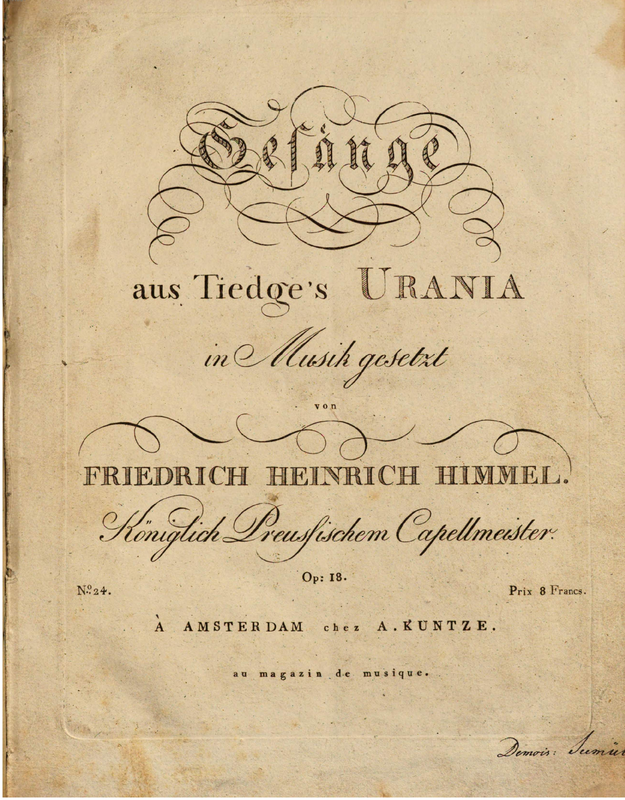 Gesänge
aus Tiedge's URANIA
in Musik gesetzt
von
FRIEDRICH HEINRICH HIMMEL.
Königlich Preusſischem Capellmeister.
Op: 18.
N.º 24. Prix 8 Francs.
À AMSTERDAM chez A. KUNTZE.
au magazin de musique.
Demois: